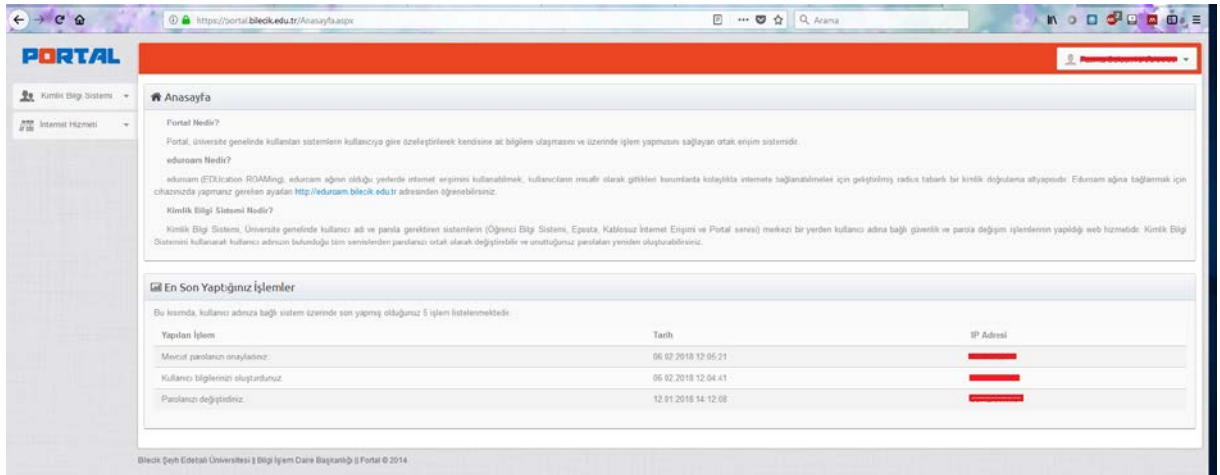 https://portal.bilecik.edu.tr/Anasayfa.aspx
Arama
PORTAL
Kimlik Bilgi Sistemi
İnternet Hizmeti
Anasayfa
Portal Nedir?
Portal, üniversite genelinde kullanılan sistemlerin kullanıcıya göre özelleştirilerek kendisine ait bilgilere ulaşmasını ve üzerinde işlem yapmasını sağlayan ortak erişim sistemidir.
eduroam Nedir?
eduroam (EDUcation ROAMing), eduroam ağının olduğu yerlerde internet erişimini kullanabilmek, kullanıcıların misafir olarak gittikleri kurumlarda kolaylıkla internete bağlanabilmeleri için geliştirilmiş radius tabanlı bir kimlik doğrulama altyapısıdır. Eduroam ağına bağlanmak için
cihazınızda yapmanız gereken ayarları http://eduroam.bilecik.edu.tr adresinden öğrenebilirsiniz.
Kimlik Bilgi Sistemi Nedir?
Kimlik Bilgi Sistemi, Üniversite genelinde kullanıcı adı ve parola gerektiren sistemlerin (Öğrenci Bilgi Sistemi, Eposta, Kablosuz İnternet Erişimi ve Portal servisi) merkezi bir yerden kullanıcı adına bağlı güvenlik ve parola değişim işlemlerinin yapıldığı web hizmetidir. Kimlik Bilgi
Sistemini kullanarak kullanıcı adınızın bulunduğu tüm servislerden parolanızı ortak olarak değiştirebilir ve unuttuğunuz parolaları yeniden oluşturabilirsiniz.
En Son Yaptığınız İşlemler
Bu kısımda, kullanıcı adınıza bağlı sistem üzerinde son yapmış olduğunuz 5 işlem listelenmektedir.
Yapılan İşlem Tarih IP Adresi
Mevcut parolanızı onayladınız. 06.02.2018 12:05:21
Kullanıcı bilgilerinizi oluşturdunuz. 06.02.2018 12:04:41
Parolanızı değiştirdiniz. 12.01.2018 14:12:08
Bilecik Şeyh Edebali Üniversitesi || Bilgi İşlem Daire Başkanlığı || Portal © 2014